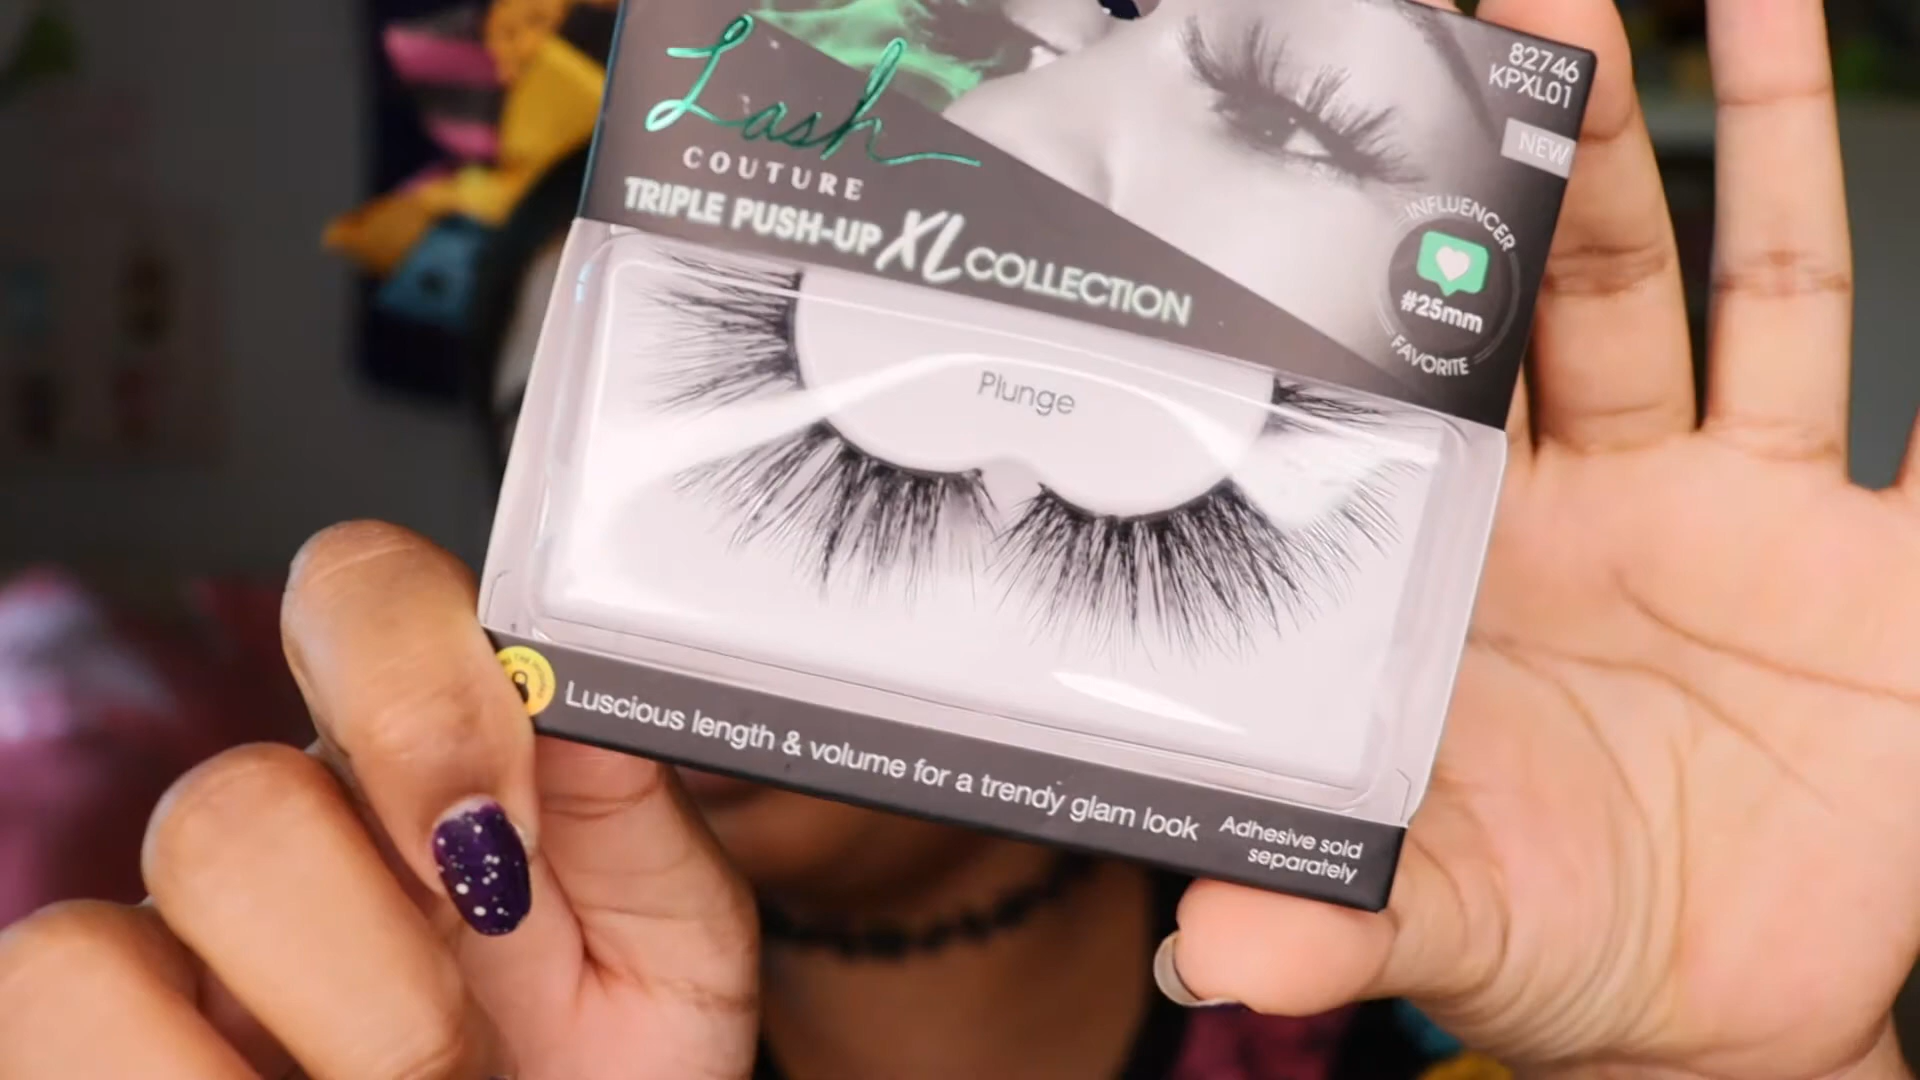 82746
KPXL01
NEW
Lash
COUTURE
TRIPLE PUSH-UP XL COLLECTION
INFLUENCER
#25mm
FAVORITE
Plunge
Luscious length & volume for a trendy glam look
Adhesive sold
separately